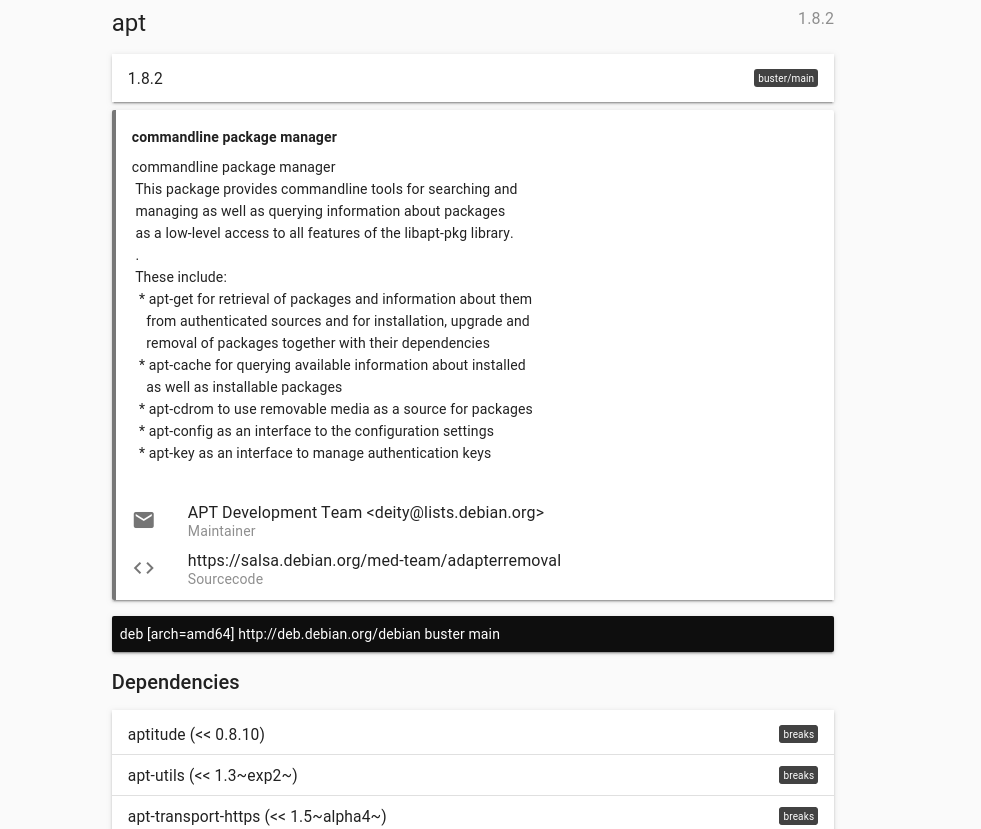 apt
1.8.2
1.8.2
buster/main
commandline package manager
commandline package manager
This package provides commandline tools for searching and
managing as well as querying information about packages
as a low-level access to all features of the libapt-pkg library.
.
These include:
* apt-get for retrieval of packages and information about them
from authenticated sources and for installation, upgrade and
removal of packages together with their dependencies
* apt-cache for querying available information about installed
as well as installable packages
* apt-cdrom to use removable media as a source for packages
* apt-config as an interface to the configuration settings
* apt-key as an interface to manage authentication keys
APT Development Team <deity@lists.debian.org>
Maintainer
https://salsa.debian.org/med-team/adapterremoval
Sourcecode
deb [arch=amd64] http://deb.debian.org/debian buster main
Dependencies
aptitude (<< 0.8.10)
breaks
apt-utils (<< 1.3~exp2~)
breaks
apt-transport-https (<< 1.5~alpha4~)
breaks